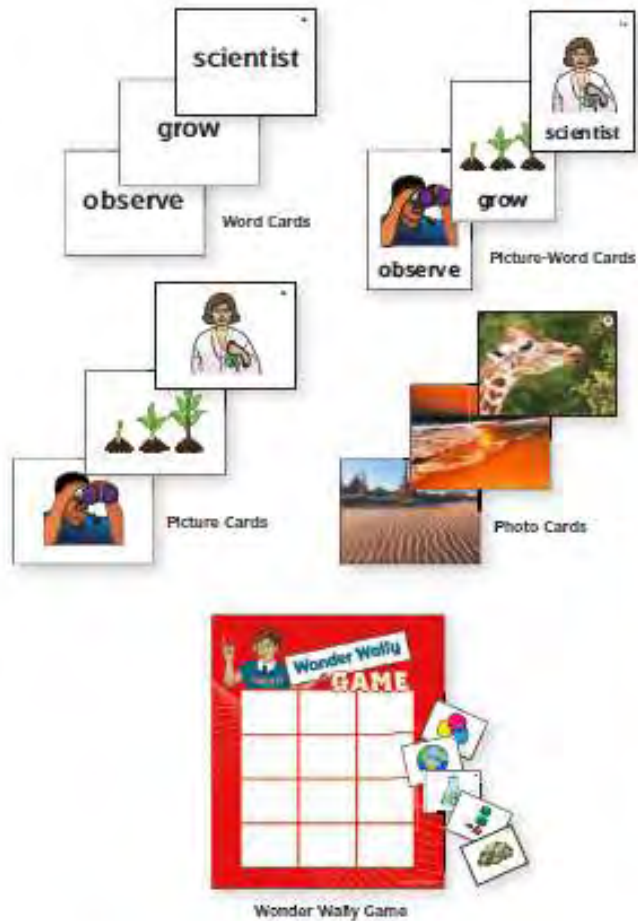 scientist
grow
observe
Word Cards
scientist
grow
observe
Picture-Word Cards
Picture Cards
Photo Cards
Wonder Wally
GAME
Wonder Wally Game